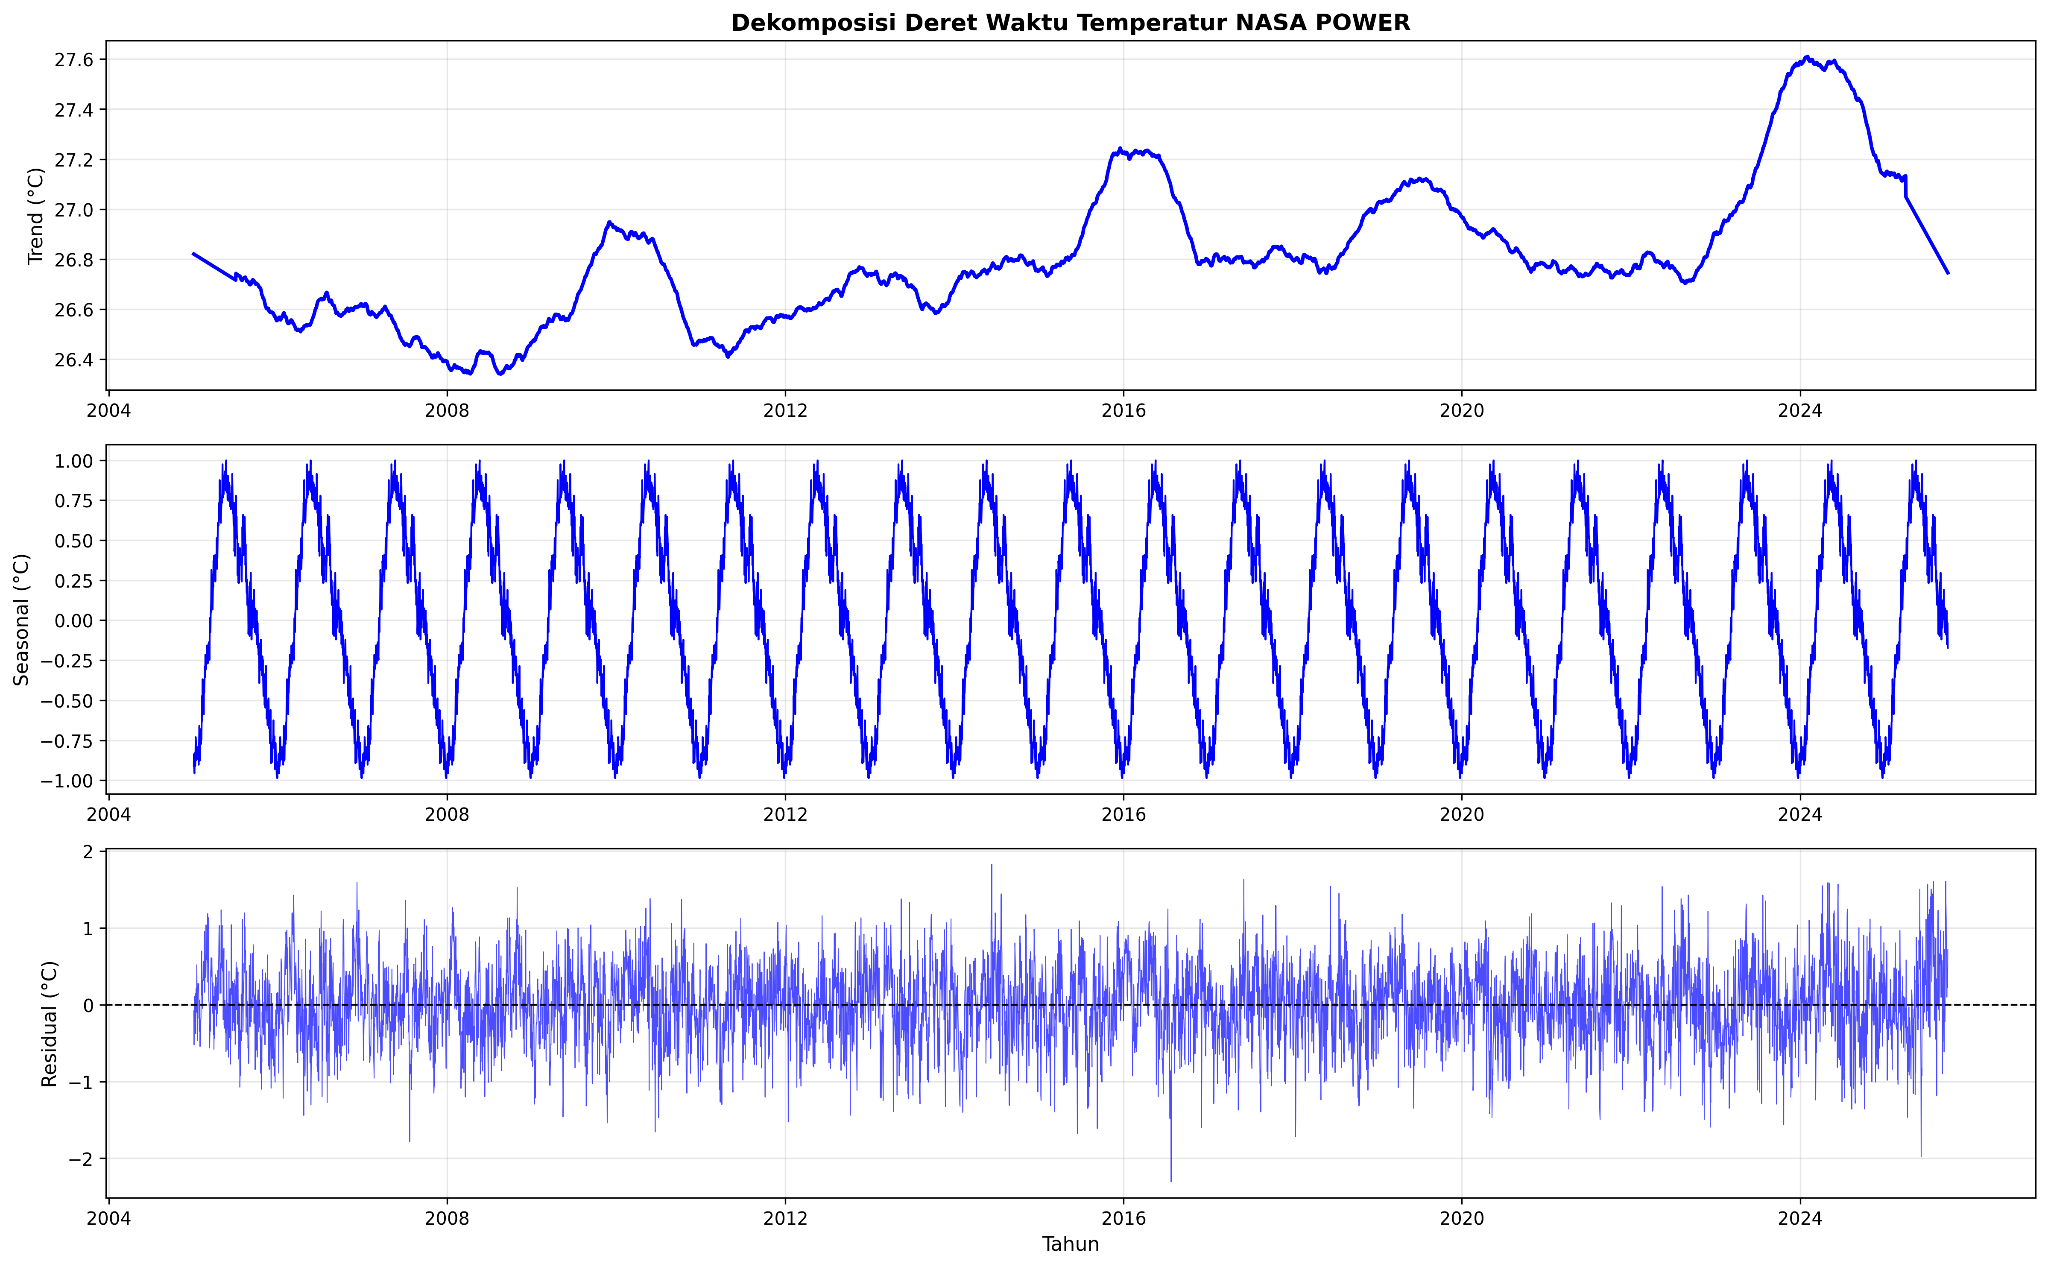 Dekomposisi Deret Waktu Temperatur NASA POWER
Trend (°C)
27.6
27.4
27.2
27.0
26.8
26.6
26.4
2004 2008 2012 2016 2020 2024
Seasonal (°C)
1.00
0.75
0.50
0.25
0.00
−0.25
−0.50
−0.75
−1.00
2004 2008 2012 2016 2020 2024
Residual (°C)
2
1
0
−1
−2
2004 2008 2012 2016 2020 2024
Tahun